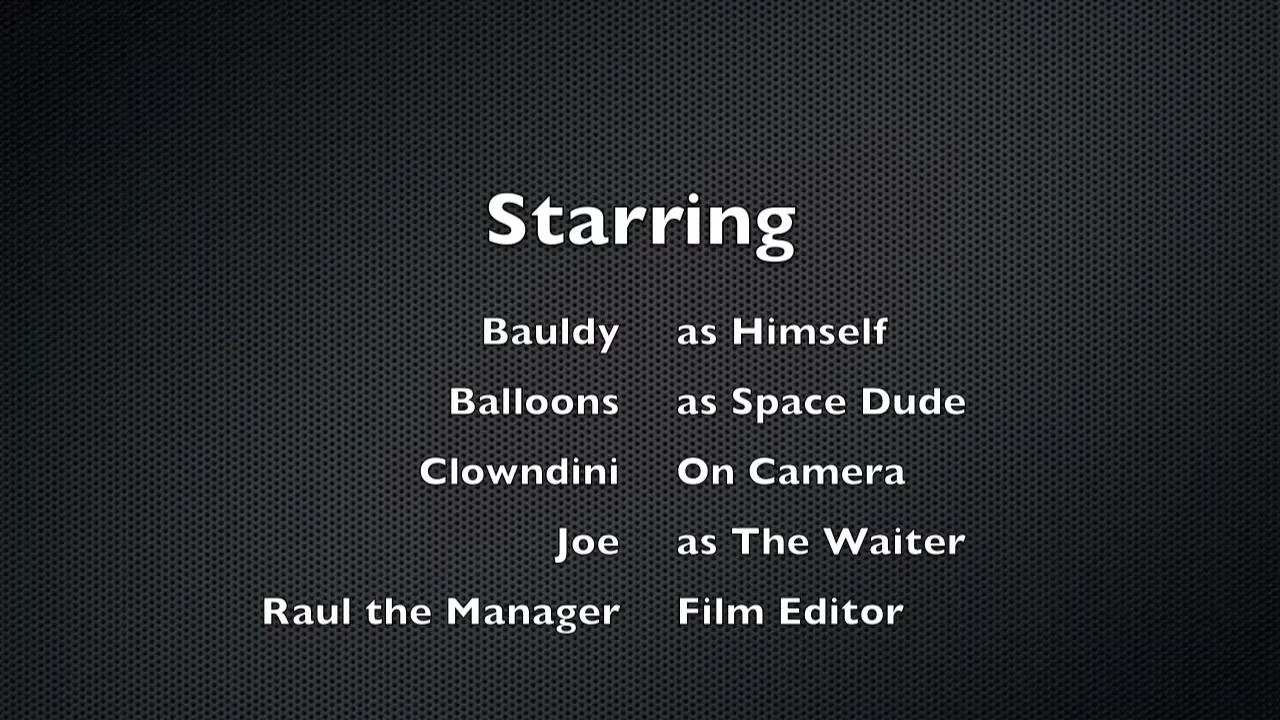 Starring
Bauldy as Himself
Balloons as Space Dude
Clowndini On Camera
Joe as The Waiter
Raul the Manager Film Editor